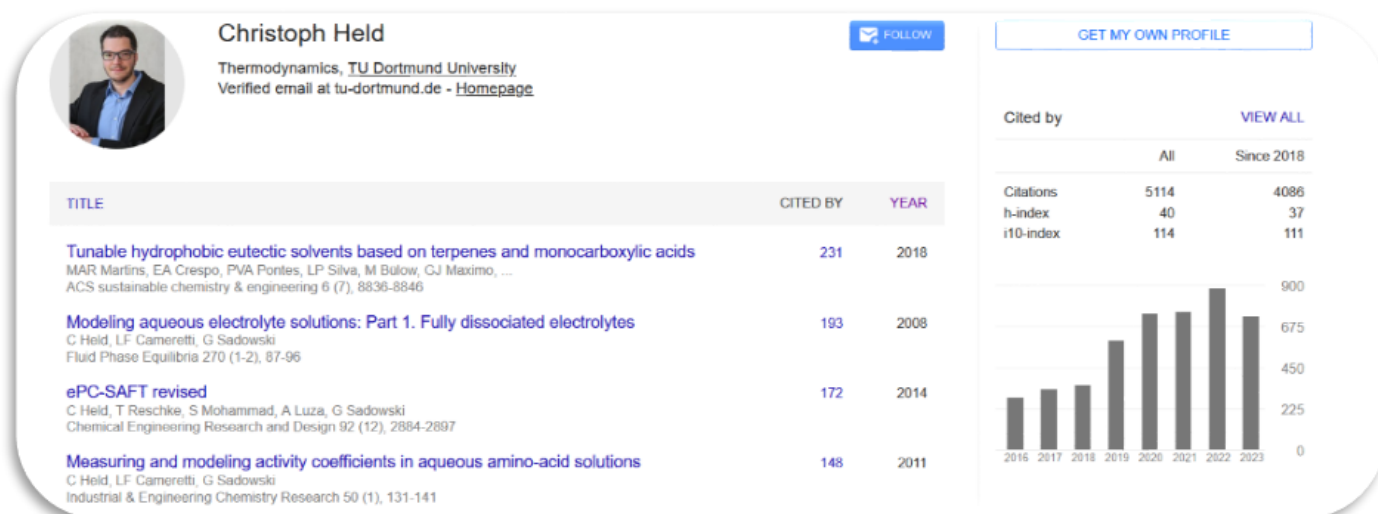 Christoph Held
FOLLOW
Thermodynamics, TU Dortmund University
Verified email at tu-dortmund.de - Homepage
TITLE CITED BY YEAR
Tunable hydrophobic eutectic solvents based on terpenes and monocarboxylic acids 231 2018
MAR Martins, EA Crespo, PVA Pontes, LP Silva, M Bülow, GJ Maximo, ...
ACS sustainable chemistry & engineering 6 (7), 8836-8846
Modeling aqueous electrolyte solutions: Part 1. Fully dissociated electrolytes 193 2008
C Held, LF Cameretti, G Sadowski
Fluid Phase Equilibria 270 (1-2), 87-96
ePC-SAFT revised 172 2014
C Held, T Reschke, S Mohammad, A Luza, G Sadowski
Chemical Engineering Research and Design 92 (12), 2884-2897
Measuring and modeling activity coefficients in aqueous amino-acid solutions 148 2011
C Held, LF Cameretti, G Sadowski
Industrial & Engineering Chemistry Research 50 (1), 131-141
GET MY OWN PROFILE
Cited by VIEW ALL
All Since 2018
Citations 5114 4086
h-index 40 37
i10-index 114 111
900
675
450
225
0
2016 2017 2018 2019 2020 2021 2022 2023